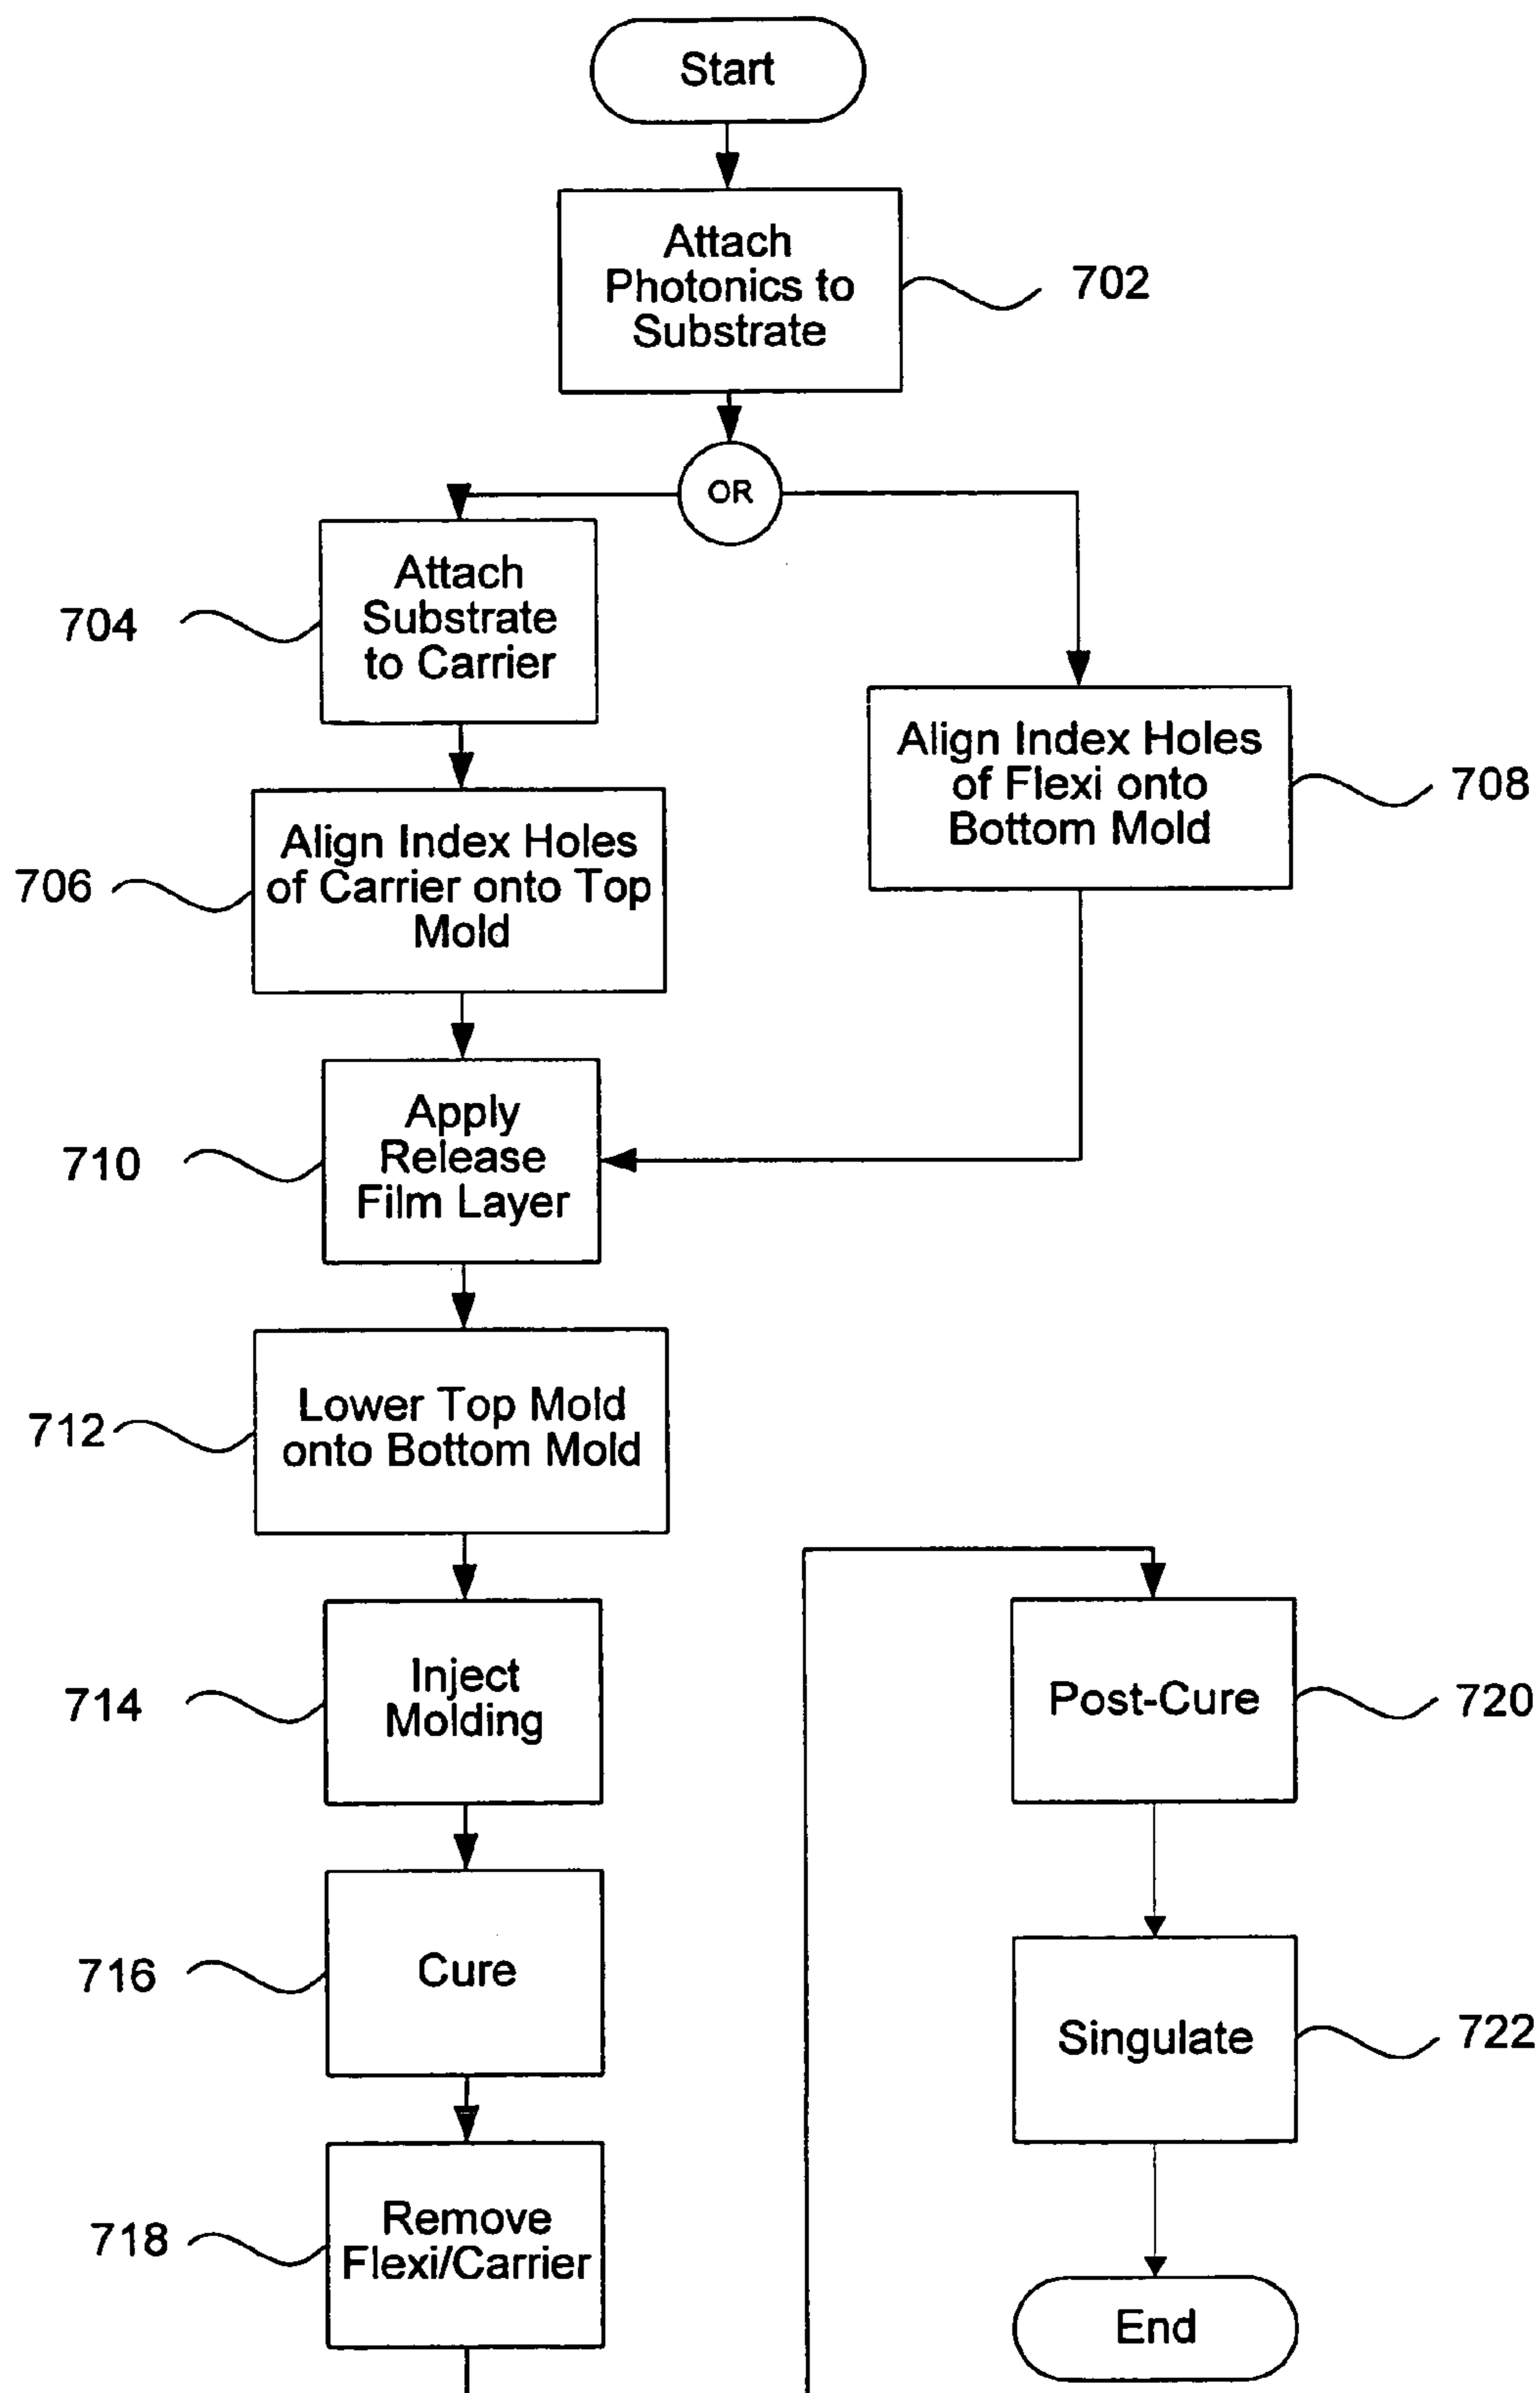 Start
Attach
Photonics to
Substrate
702
OR
Attach
Substrate
to Carrier
704
Align Index Holes
of Flexi onto
Bottom Mold
708
Align Index Holes
of Carrier onto Top
Mold
706
Apply
Release
Film Layer
710
Lower Top Mold
onto Bottom Mold
712
Inject
Molding
714
Cure
716
Remove
Flexi/Carrier
718
Post-Cure
720
Singulate
722
End